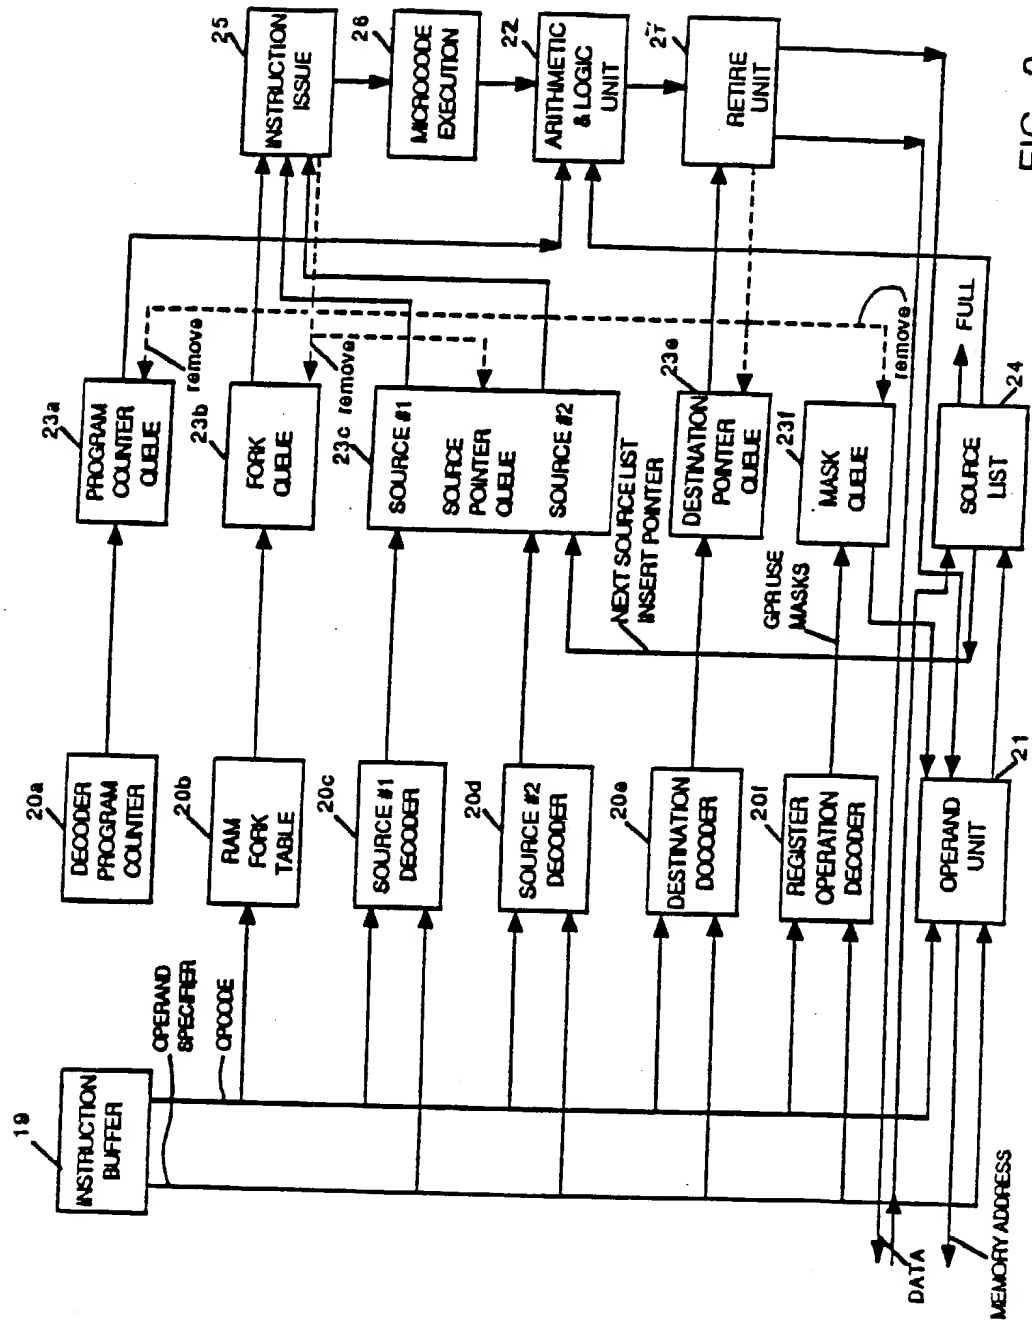 19
INSTRUCTION
BUFFER
OPERAND
SPECIFIER
OPCODE
DATA
MEMORY ADDRESS
20a
DECODER
PROGRAM
COUNTER
20b
RAM
FORK
TABLE
20c
SOURCE #1
DECODER
20d
SOURCE #2
DECODER
20e
DESTINATION
DOCODER
20f
REGISTER
OPERATION
DECODER
OPERAND
UNIT
21
23a
PROGRAM
COUNTER
QUEUE
remove
23b
FORK
QUEUE
remove
23c
SOURCE #1
SOURCE
POINTER
QUEUE
SOURCE #2
NEXT SOURCE LIST
INSERT POINTER
23e
DESTINATION
POINTER
QUEUE
GPR USE
MASKS
23f
MASK
QUEUE
remove
FULL
24
SOURCE
LIST
25
INSTRUCTION
ISSUE
26
MICROCODE
EXECUTION
22
ARITHMETIC
& LOGIC
UNIT
27
RETIRE
UNIT
FIG.